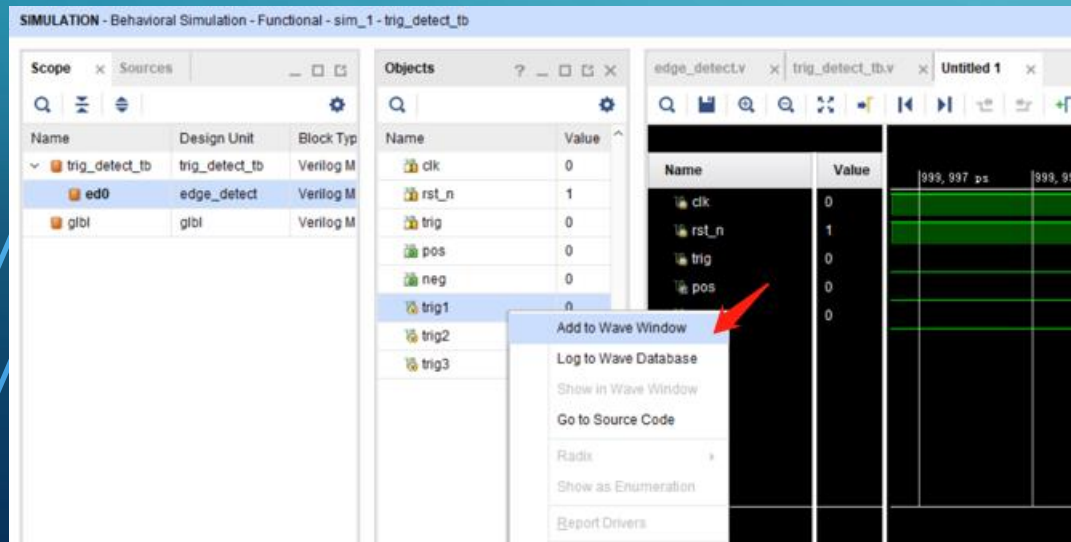 SIMULATION - Behavioral Simulation - Functional - sim_1 - trig_detect_tb
Scope Sources
Name Design Unit Block Typ
trig_detect_tb trig_detect_tb Verilog M
ed0 edge_detect Verilog M
glbl glbl Verilog M
Objects
Name Value
clk 0
rst_n 1
trig 0
pos 0
neg 0
trig1 0
trig2
trig3
Add to Wave Window
Log to Wave Database
Show in Wave Window
Go to Source Code
Radix
Show as Enumeration
Report Drivers
edge_detect.v trig_detect_tb.v Untitled 1
Name Value
999,997 ps
clk 0
rst_n 1
trig 0
pos 0
0